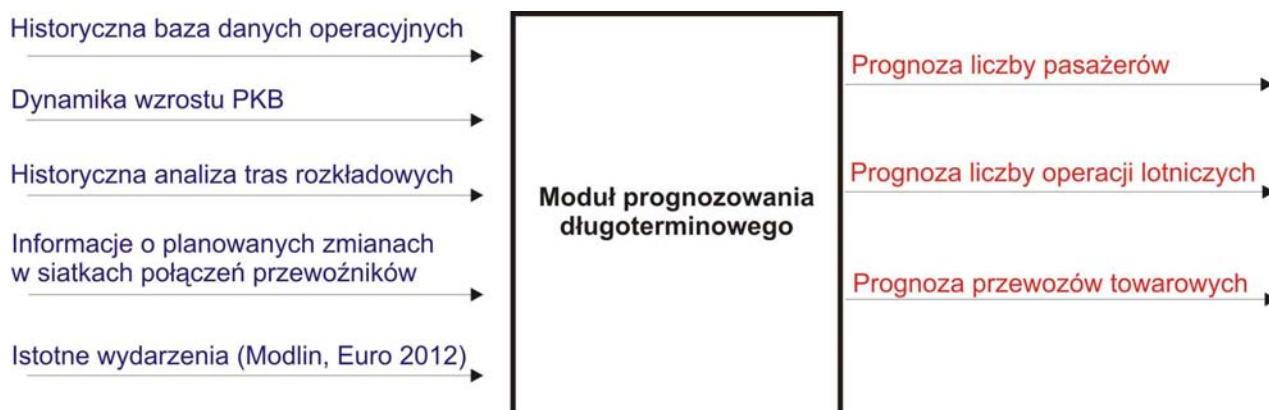 Historyczna baza danych operacyjnych
Dynamika wzrostu PKB
Historyczna analiza tras rozkładowych
Informacje o planowanych zmianach
w siatkach połączeń przewoźników
Istotne wydarzenia (Modlin, Euro 2012)
Moduł prognozowania
długoterminowego
Prognoza liczby pasażerów
Prognoza liczby operacji lotniczych
Prognoza przewozów towarowych